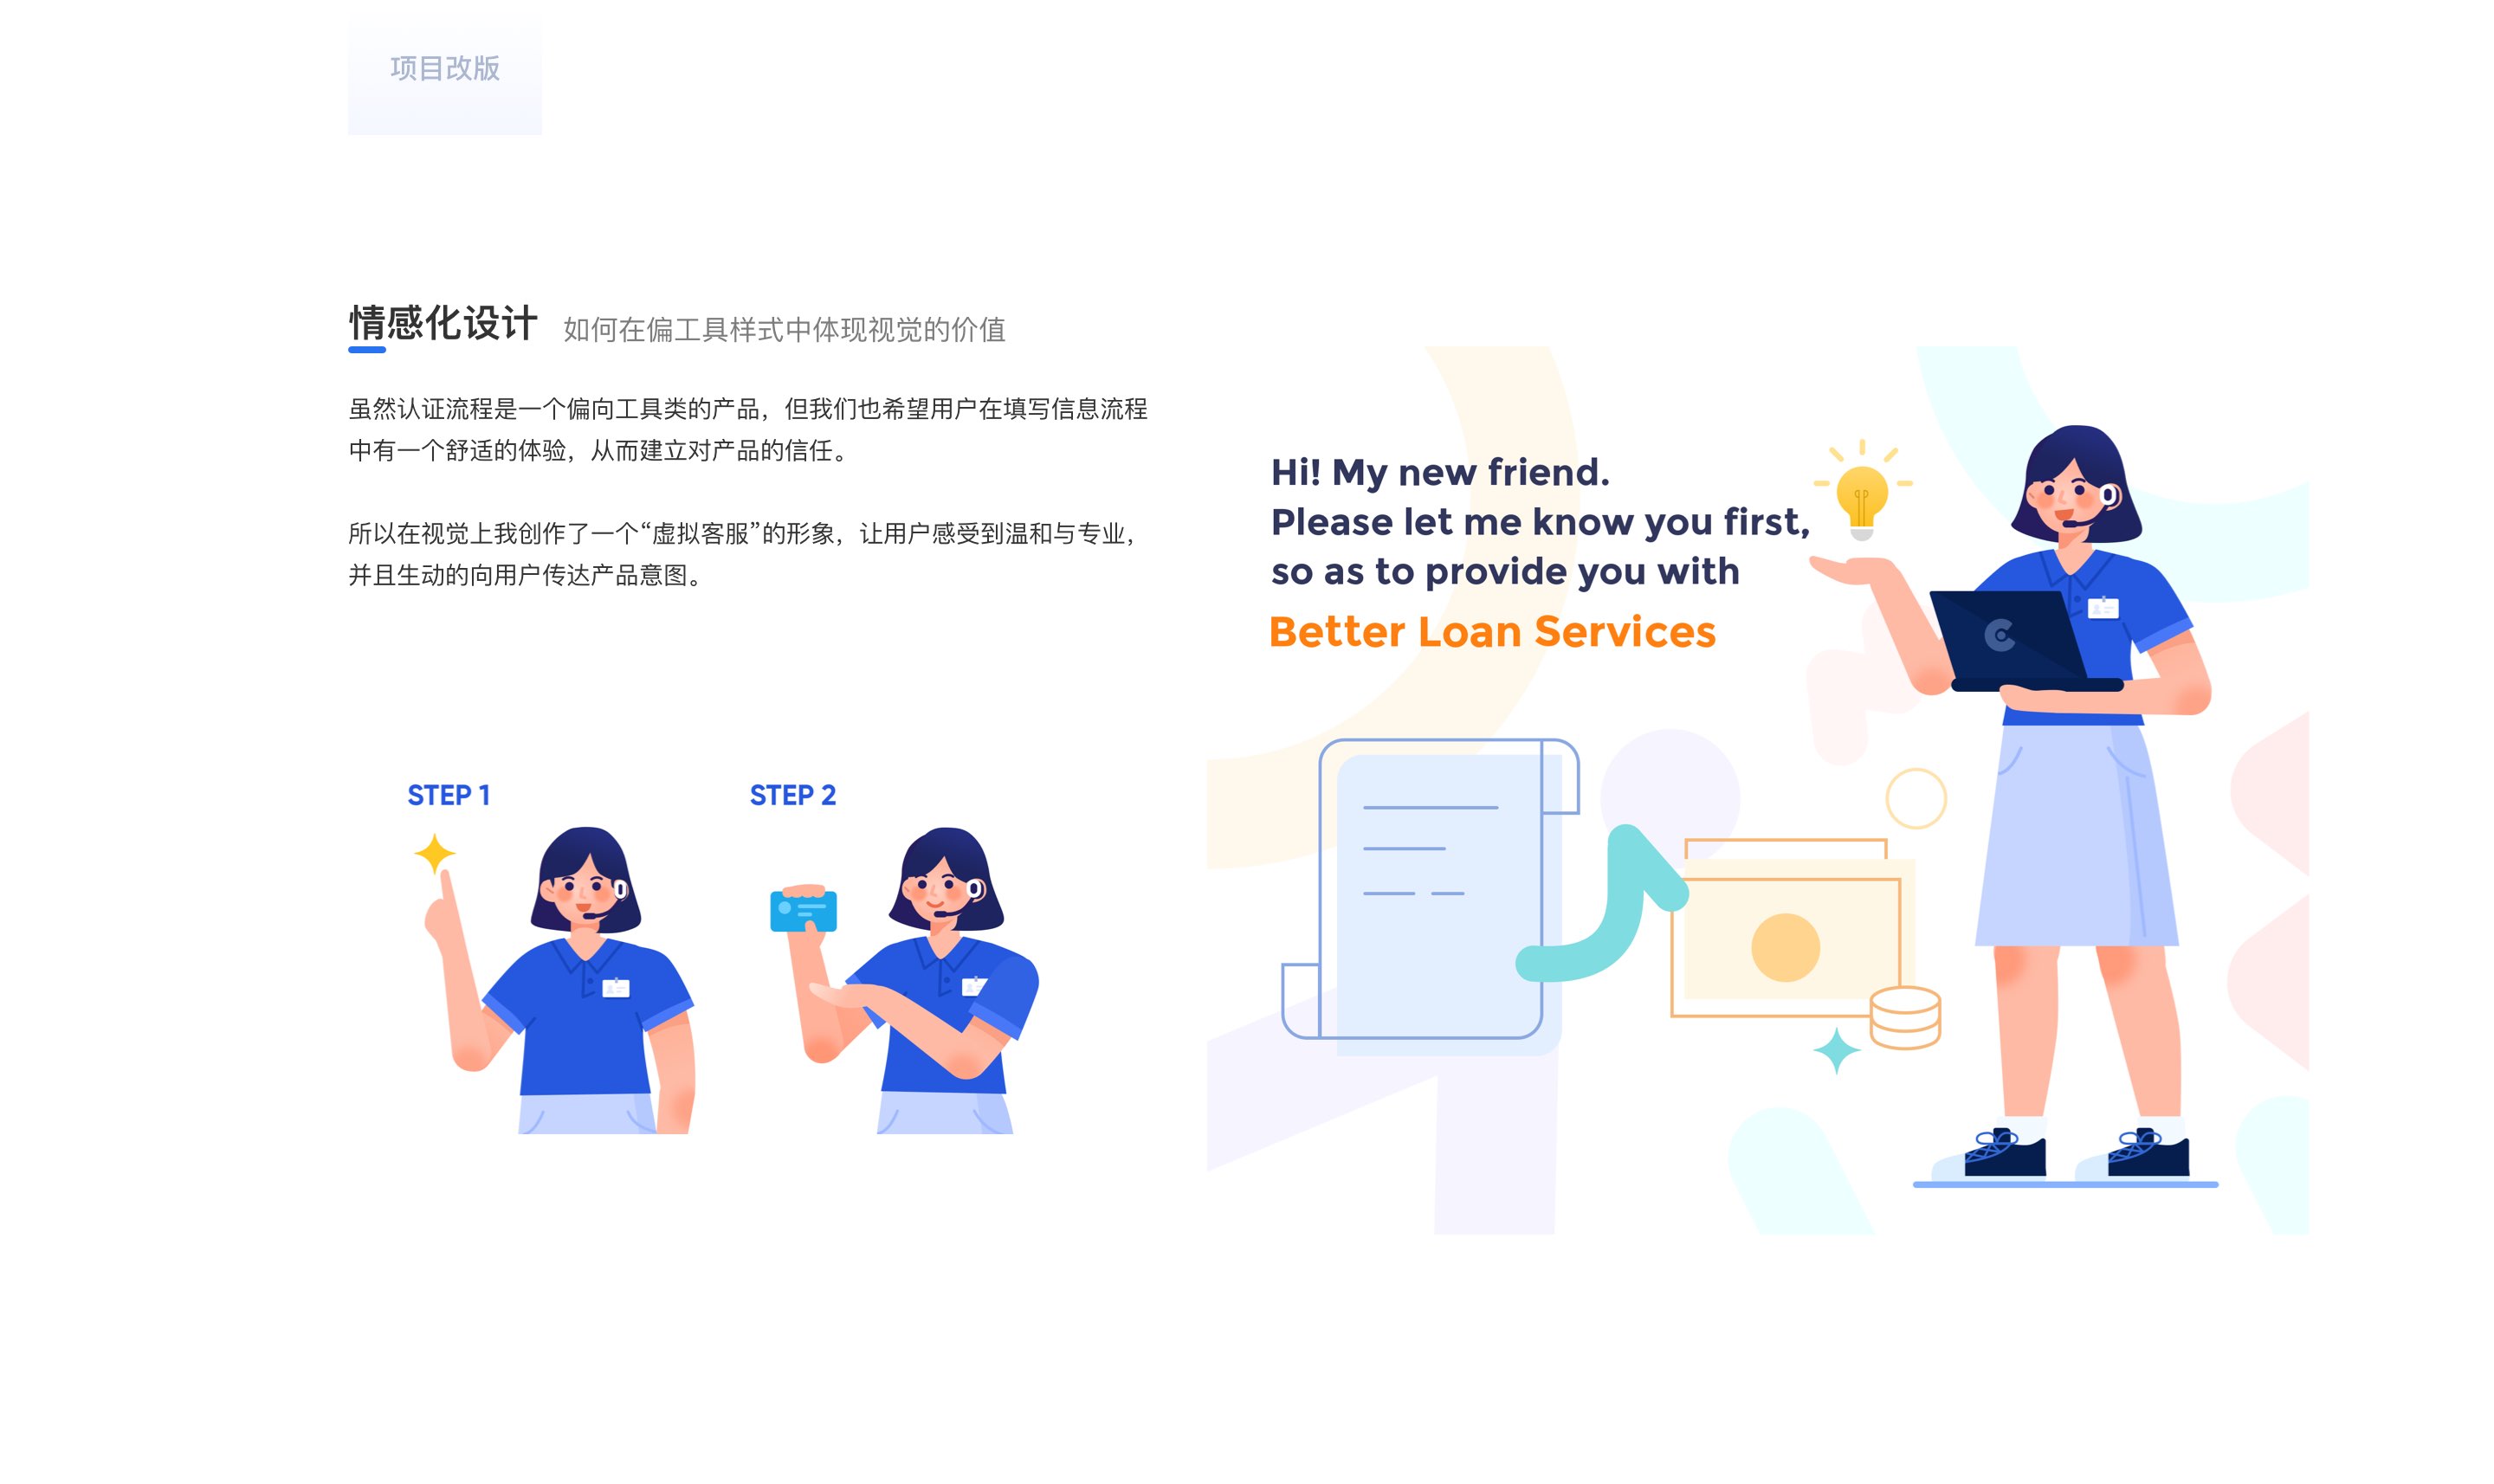 项目改版
情感化设计 如何在偏工具样式中体现视觉的价值
虽然认证流程是一个偏向工具类的产品，但我们也希望用户在填写信息流程
中有一个舒适的体验，从而建立对产品的信任。
所以在视觉上我创作了一个“虚拟客服”的形象，让用户感受到温和与专业，
并且生动的向用户传达产品意图。
STEP 1
STEP 2
Hi! My new friend.
Please let me know you first,
so as to provide you with
Better Loan Services